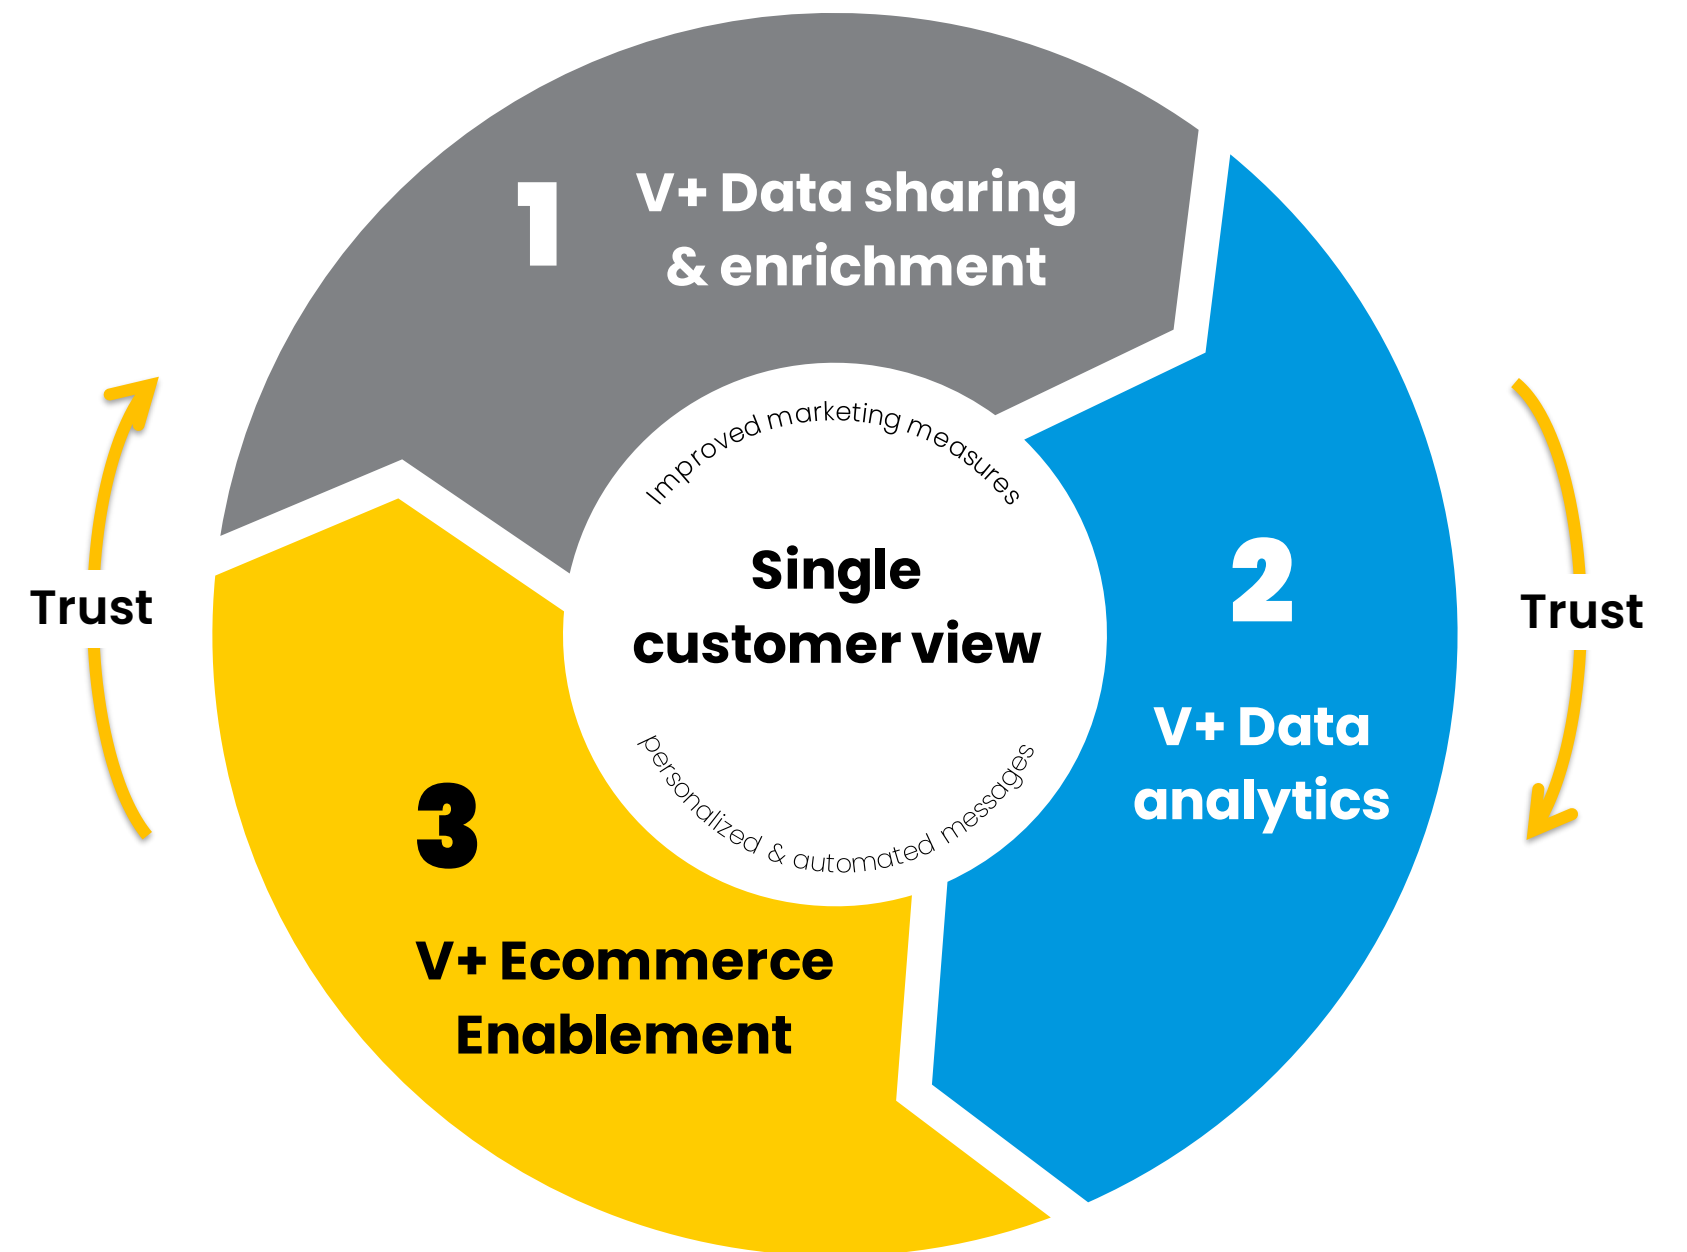 1
V+ Data sharing
& enrichment
Improved marketing measures
Single
customer view
personalized & automated messages
2
V+ Data
analytics
3
V+ Ecommerce
Enablement
Trust
Trust